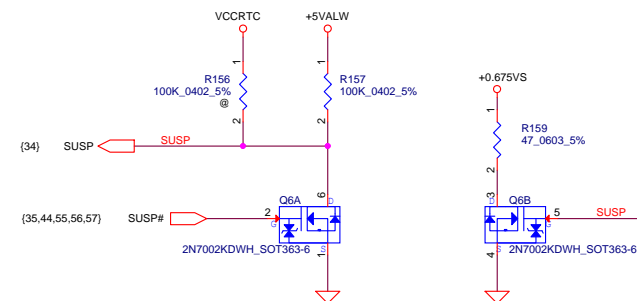 VCCRTC
+5VALW
1
1
R156
100K_0402_5%
@
R157
100K_0402_5%
+0.675VS
1
R159
47_0603_5%
2
2
2
{34}
SUSP
SUSP
Q6A
6
D
3
D
Q6B
{35,44,55,56,57}
SUSP#
2
G
5
G
SUSP
2N7002KDWH_SOT363-6
1
S
4
S
2N7002KDWH_SOT363-6